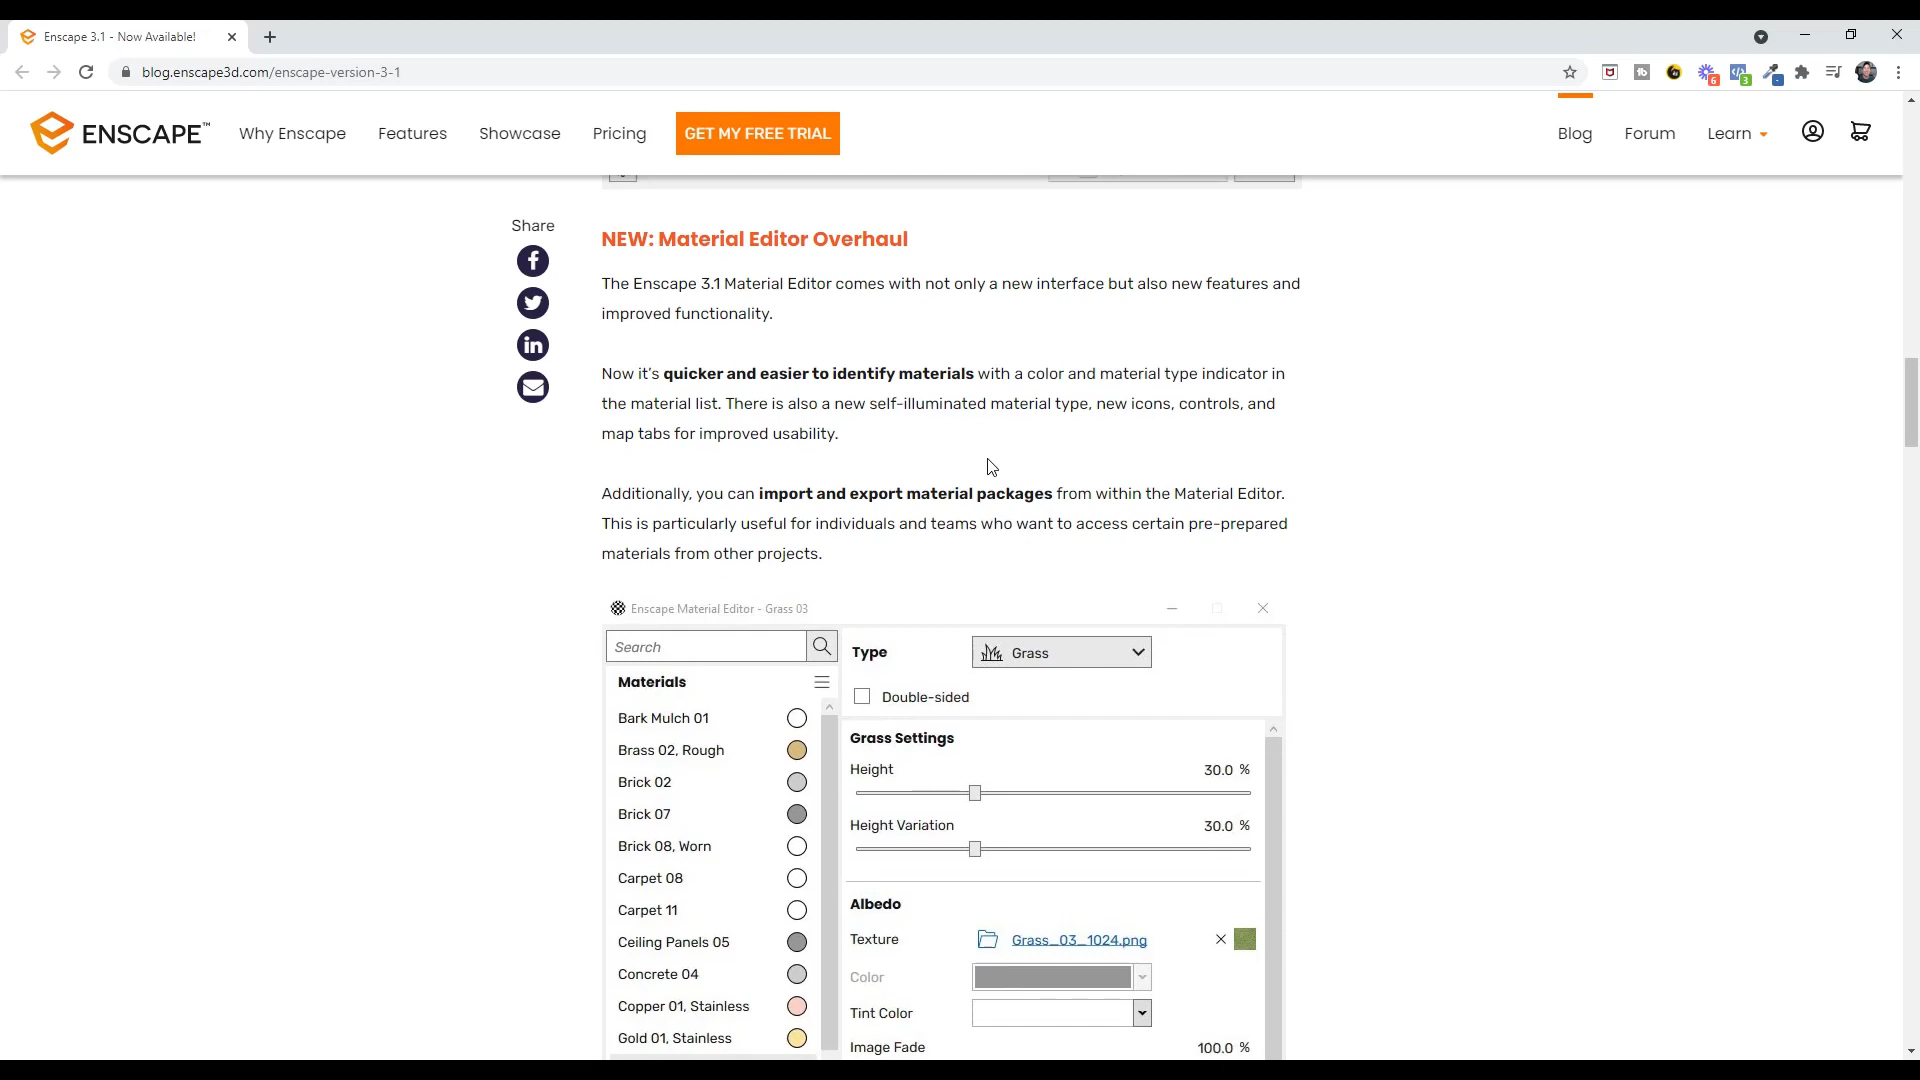 Enscape 3.1 - Now Available!
blog.enscape3d.com/enscape-version-3-1
6
3
ENSCAPE™
Why Enscape
Features
Showcase
Pricing
GET MY FREE TRIAL
Blog
Forum
Learn
Share
NEW: Material Editor Overhaul
The Enscape 3.1 Material Editor comes with not only a new interface but also new features and
improved functionality.
Now it's quicker and easier to identify materials with a color and material type indicator in
the material list. There is also a new self-illuminated material type, new icons, controls, and
map tabs for improved usability.
Additionally, you can import and export material packages from within the Material Editor.
This is particularly useful for individuals and teams who want to access certain pre-prepared
materials from other projects.
Enscape Material Editor - Grass 03
Search
Materials
Bark Mulch 01
Brass 02, Rough
Brick 02
Brick 07
Brick 08, Worn
Carpet 08
Carpet 11
Ceiling Panels 05
Concrete 04
Copper 01, Stainless
Gold 01, Stainless
Type
Grass
Double-sided
Grass Settings
Height
30.0 %
Height Variation
30.0 %
Albedo
Texture
Grass_03_1024.png
Color
Tint Color
Image Fade
100.0 %